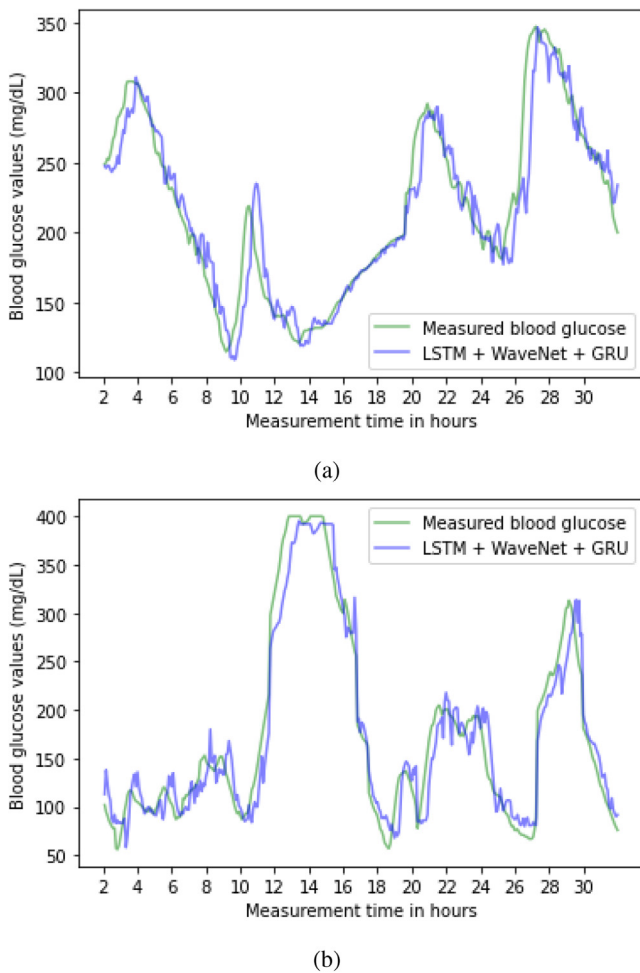 350
300
250
200
150
100
Blood glucose values (mg/dL)
Measured blood glucose
LSTM + WaveNet + GRU
2 4 6 8 10 12 14 16 18 20 22 24 26 28 30
Measurement time in hours
(a)
400
350
300
250
200
150
100
50
Blood glucose values (mg/dL)
Measured blood glucose
LSTM + WaveNet + GRU
2 4 6 8 10 12 14 16 18 20 22 24 26 28 30
Measurement time in hours
(b)